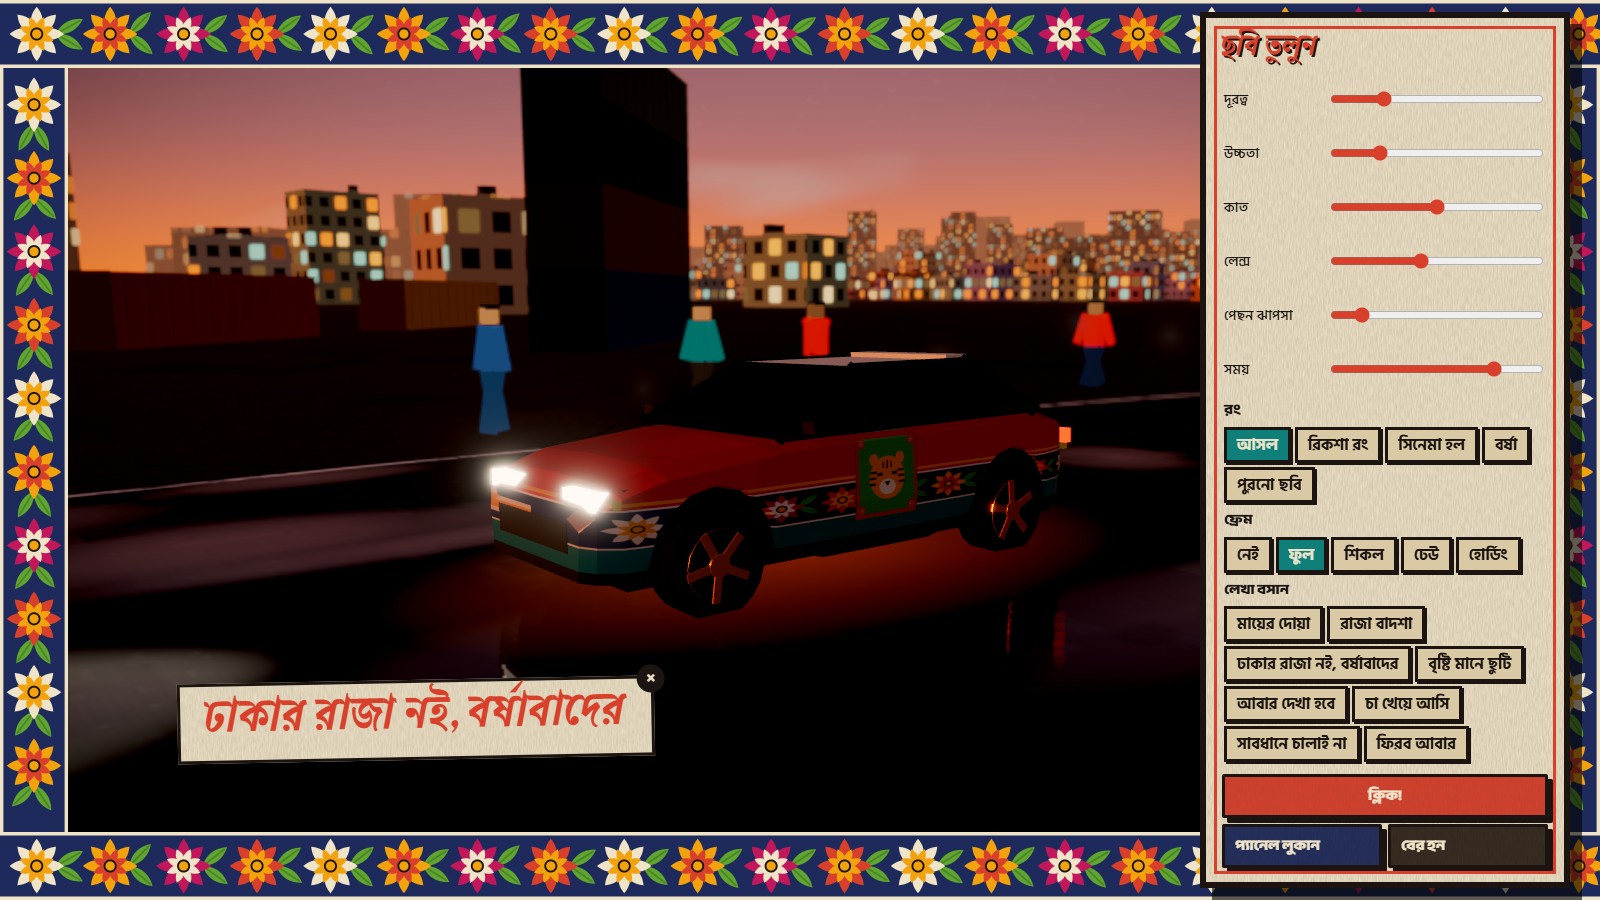 ছবি তুলুন
দূরত্ব
উচ্চতা
কাত
লেন্স
পেছন ঝাপসা
সময়
রং
আসল রিকশা রং সিনেমা হল বর্ষা
পুরনো ছবি
ফ্রেম
নেই ফুল শিকল ঢেউ হোর্ডিং
লেখা বসান
মায়ের দোয়া রাজা বাদশা
ঢাকার রাজা নই, বর্ষাবাদের বৃষ্টি মানে ছুটি
আবার দেখা হবে চা খেয়ে আসি
সাবধানে চালাই না ফিরব আবার
ক্লিক!
প্যানেল লুকান বের হন
ঢাকার রাজা নই, বর্ষাবাদের